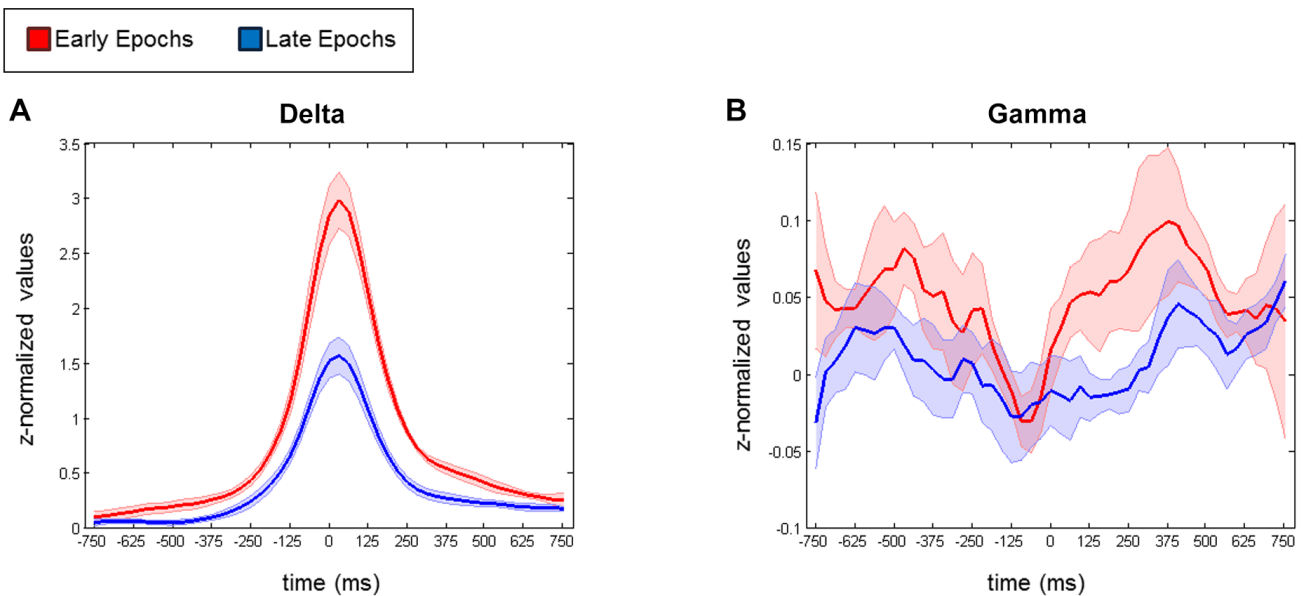 Early Epochs Late Epochs
A Delta
B Gamma
3.5
3
2.5
2
1.5
1
0.5
0
z-normalized values
-750 -625 -500 -375 -250 -125 0 125 250 375 500 625 750
time (ms)
0.15
0.1
0.05
0
-0.05
-0.1
z-normalized values
-750 -625 -500 -375 -250 -125 0 125 250 375 500 625 750
time (ms)